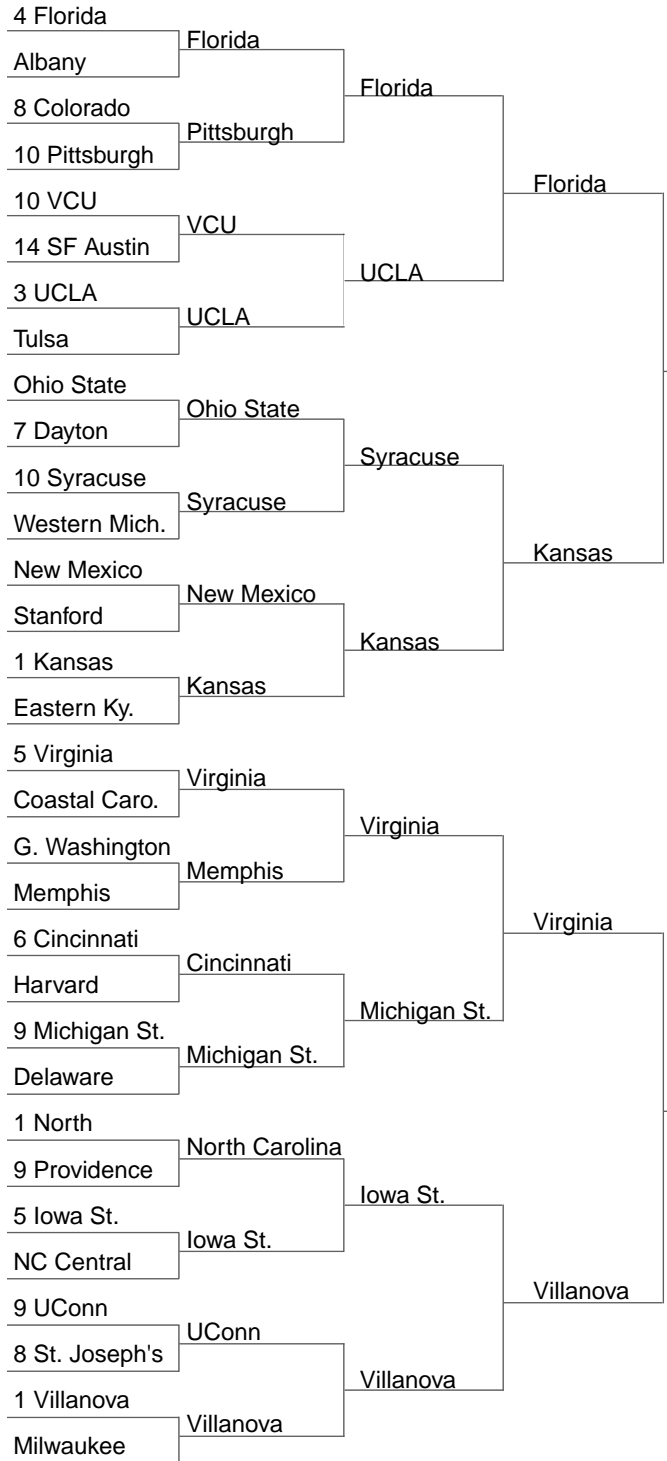 4 Florida
Albany
8 Colorado
10 Pittsburgh
10 VCU
14 SF Austin
3 UCLA
Tulsa
Ohio State
7 Dayton
10 Syracuse
Western Mich.
New Mexico
Stanford
1 Kansas
Eastern Ky.
5 Virginia
Coastal Caro.
G. Washington
Memphis
6 Cincinnati
Harvard
9 Michigan St.
Delaware
1 North
9 Providence
5 Iowa St.
NC Central
9 UConn
8 St. Joseph's
1 Villanova
Milwaukee
Florida
Pittsburgh
VCU
UCLA
Ohio State
Syracuse
New Mexico
Kansas
Virginia
Memphis
Cincinnati
Michigan St.
North Carolina
Iowa St.
UConn
Villanova
Florida
UCLA
Syracuse
Kansas
Virginia
Michigan St.
Iowa St.
Villanova
Florida
Kansas
Virginia
Villanova